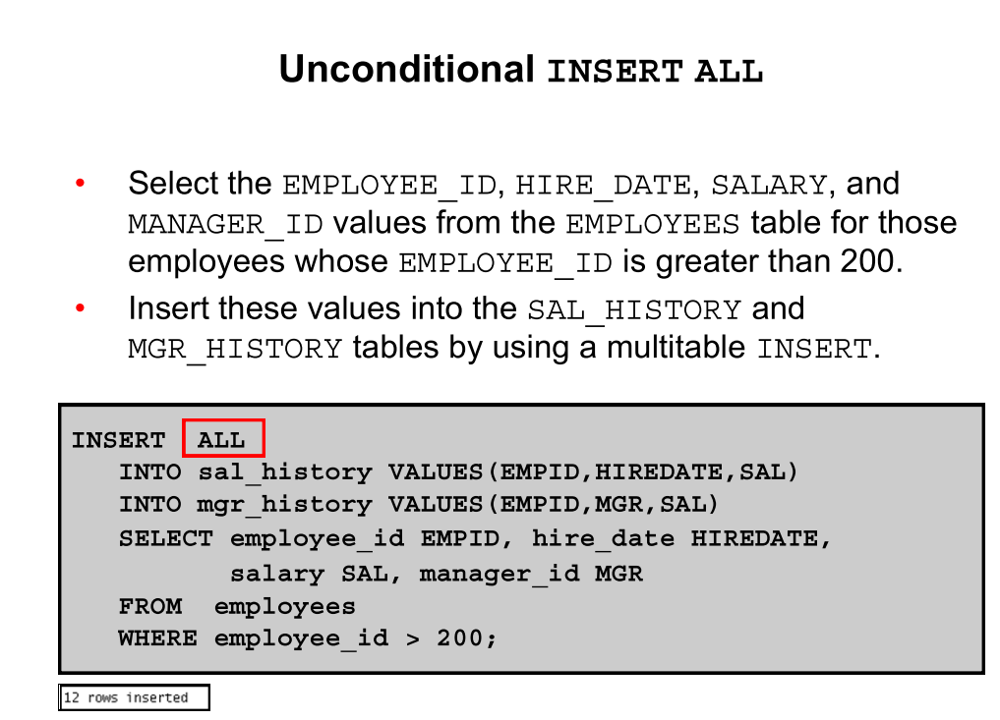 Unconditional INSERT ALL
• Select the EMPLOYEE_ID, HIRE_DATE, SALARY, and
MANAGER_ID values from the EMPLOYEES table for those
employees whose EMPLOYEE_ID is greater than 200.
• Insert these values into the SAL_HISTORY and
MGR_HISTORY tables by using a multitable INSERT.
INSERT ALL
INTO sal_history VALUES(EMPID,HIREDATE,SAL)
INTO mgr_history VALUES(EMPID,MGR,SAL)
SELECT employee_id EMPID, hire_date HIREDATE,
salary SAL, manager_id MGR
FROM employees
WHERE employee_id > 200;
12 rows inserted